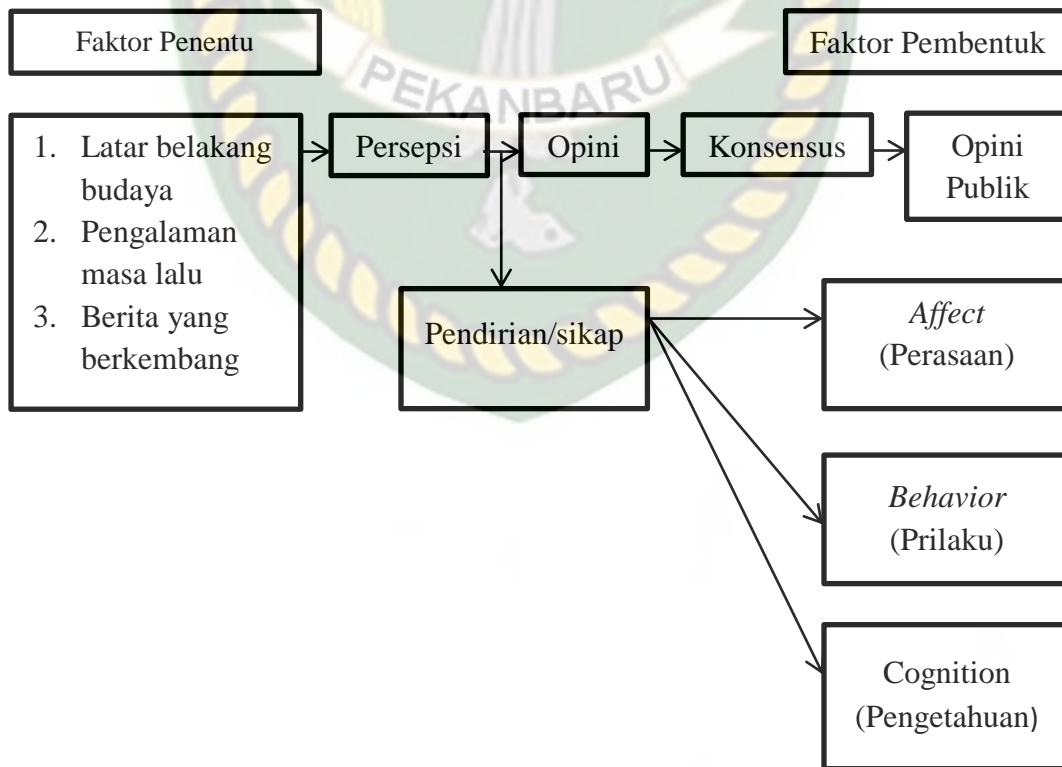 Faktor Penentu
Faktor Pembentuk
PEKANBARU
1. Latar belakang
budaya
2. Pengalaman
masa lalu
3. Berita yang
berkembang
Persepsi
Opini
Konsensus
Opini
Publik
Pendirian/sikap
Affect
(Perasaan)
Behavior
(Prilaku)
Cognition
(Pengetahuan)